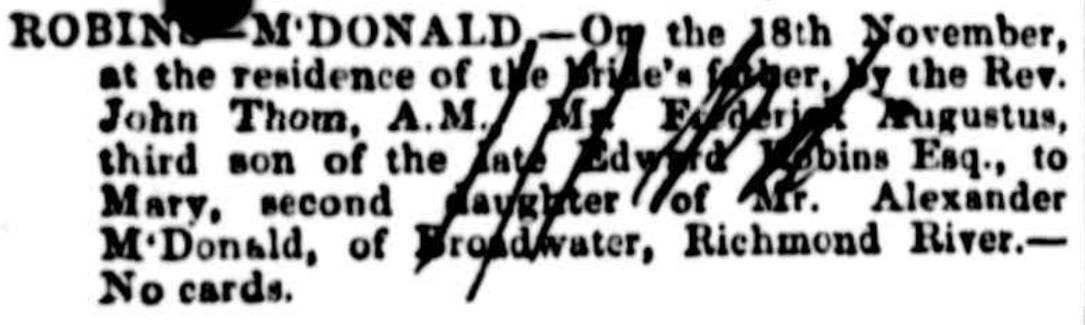 ROBINS—M'DONALD.—On the 18th November,
at the residence of the bride's father, by the Rev.
John Thom, A.M., Mr. Frederick Augustus,
third son of the late Edward Robins Esq., to
Mary, second daughter of Mr. Alexander
M'Donald, of Broadwater, Richmond River.—
No cards.